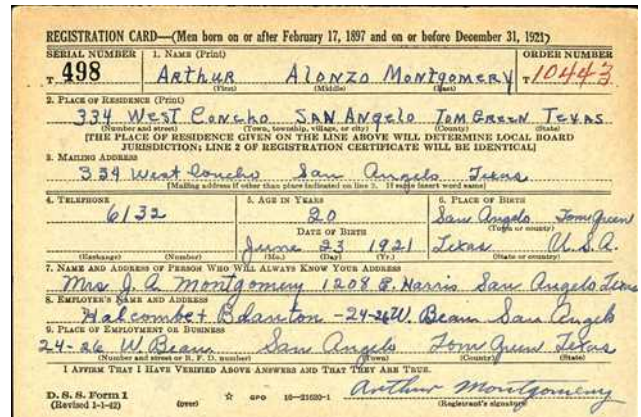 REGISTRATION CARD—(Men born on or after February 17, 1897 and on or before December 31, 1921)
SERIAL NUMBER 1. NAME (Print) ORDER NUMBER
T 498 ARTHUR ALONZO MONTGOMERY T 10443
(First) (Middle) (Last)
2. PLACE OF RESIDENCE (Print)
334 WEST CONCHO SAN ANGELO TOM GREEN TEXAS
(Number and street) (Town, township, village, or city) (County) (State)
[THE PLACE OF RESIDENCE GIVEN ON THE LINE ABOVE WILL DETERMINE LOCAL BOARD
JURISDICTION; LINE 2 OF REGISTRATION CERTIFICATE WILL BE IDENTICAL]
3. MAILING ADDRESS
334 West Concho San Angelo Texas
[Mailing address if other than place indicated on line 2. If same insert word same]
4. TELEPHONE 5. AGE IN YEARS 6. PLACE OF BIRTH
6132 20 San Angelo Tom Green
DATE OF BIRTH (Town or county)
June 23 1921 Texas U.S.A.
(Exchange) (Number) (Mo.) (Day) (Yr.) (State or country)
7. NAME AND ADDRESS OF PERSON WHO WILL ALWAYS KNOW YOUR ADDRESS
Mrs J. A. Montgomery 1208 E. Harris San Angelo Texas
8. EMPLOYER'S NAME AND ADDRESS
Halcomb + Blanton - 24-26 W. Beau San Angelo
9. PLACE OF EMPLOYMENT OR BUSINESS
24-26 W Beau San Angelo Tom Green Texas
(Number and street or R. F. D. number) (Town) (County) (State)
I AFFIRM THAT I HAVE VERIFIED ABOVE ANSWERS AND THAT THEY ARE TRUE.
Arthur Montgomery
D. S. S. Form 1
(Revised 1-1-42) (over) ☆ GPO 16—21630-1 (Registrant's signature)